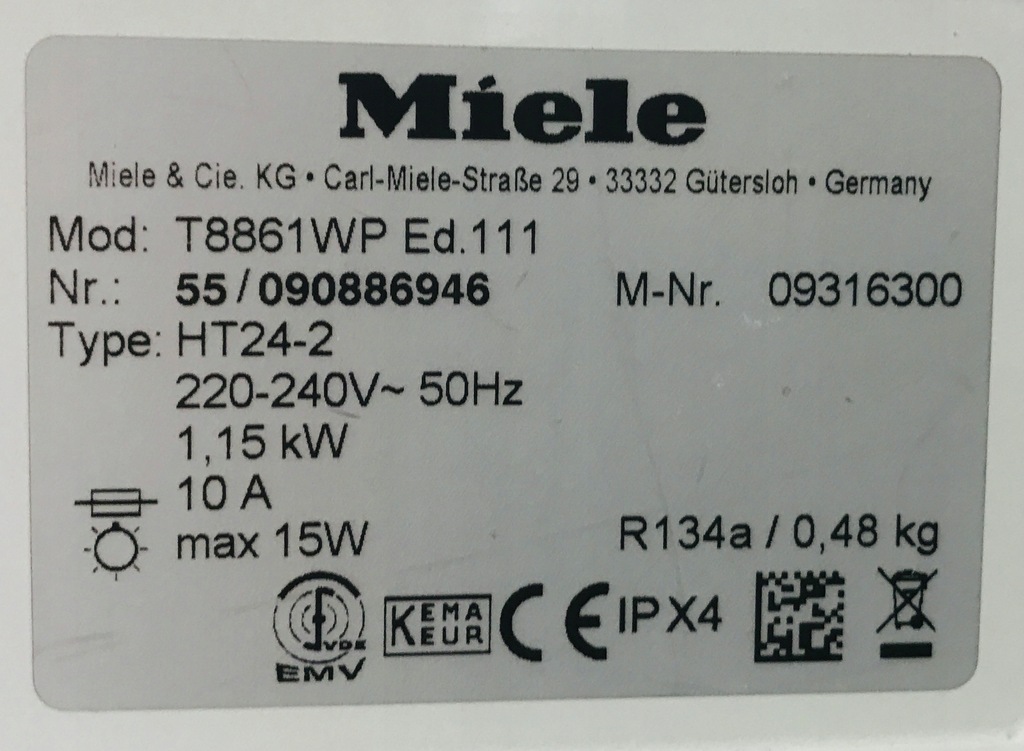 Miele
Miele & Cie. KG • Carl-Miele-Straße 29 • 33332 Gütersloh • Germany
Mod: T8861WP Ed.111
Nr.: 55 / 090886946 M-Nr. 09316300
Type: HT24-2
220-240V~ 50Hz
1,15 kW
10 A
max 15W R134a / 0,48 kg
VDE
EMV
KEMA
KEUR
CE IPX4